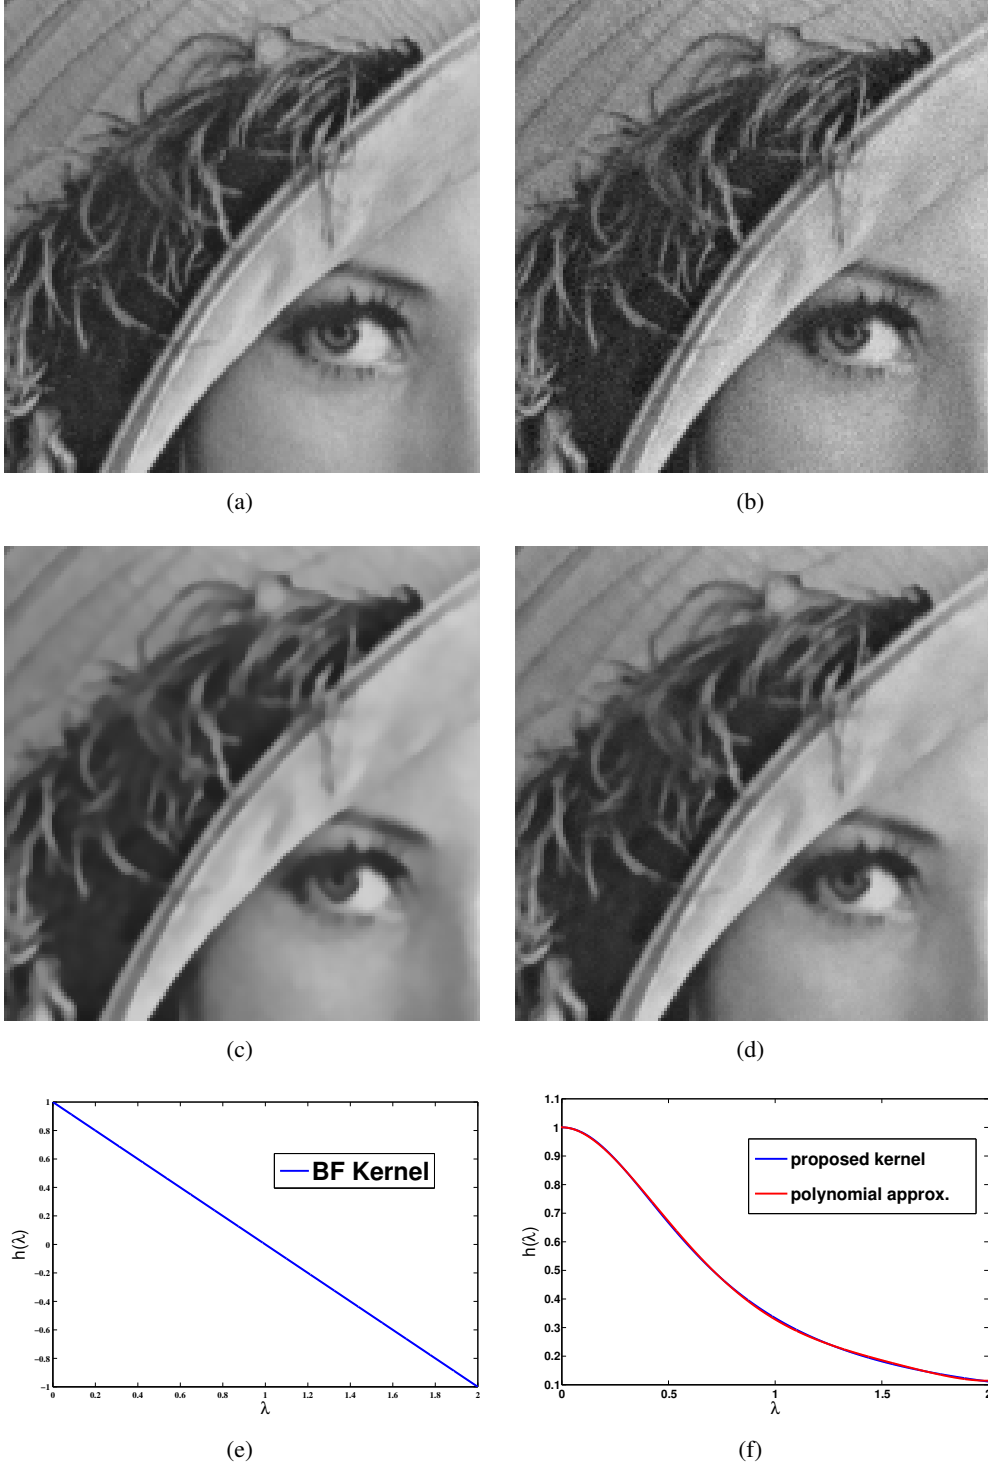 (a)
(b)
(c)
(d)
1
0.8
0.6
0.4
0.2
0
−0.2
−0.4
−0.6
−0.8
−1
h(λ)
BF Kernel
0 0.2 0.4 0.6 0.8 1 1.2 1.4 1.6 1.8 2
λ
(e)
1.1
1
0.9
0.8
0.7
0.6
0.5
0.4
0.3
0.2
0.1
h(λ)
proposed kernel
polynomial approx.
0 0.5 1 1.5 2
λ
(f)